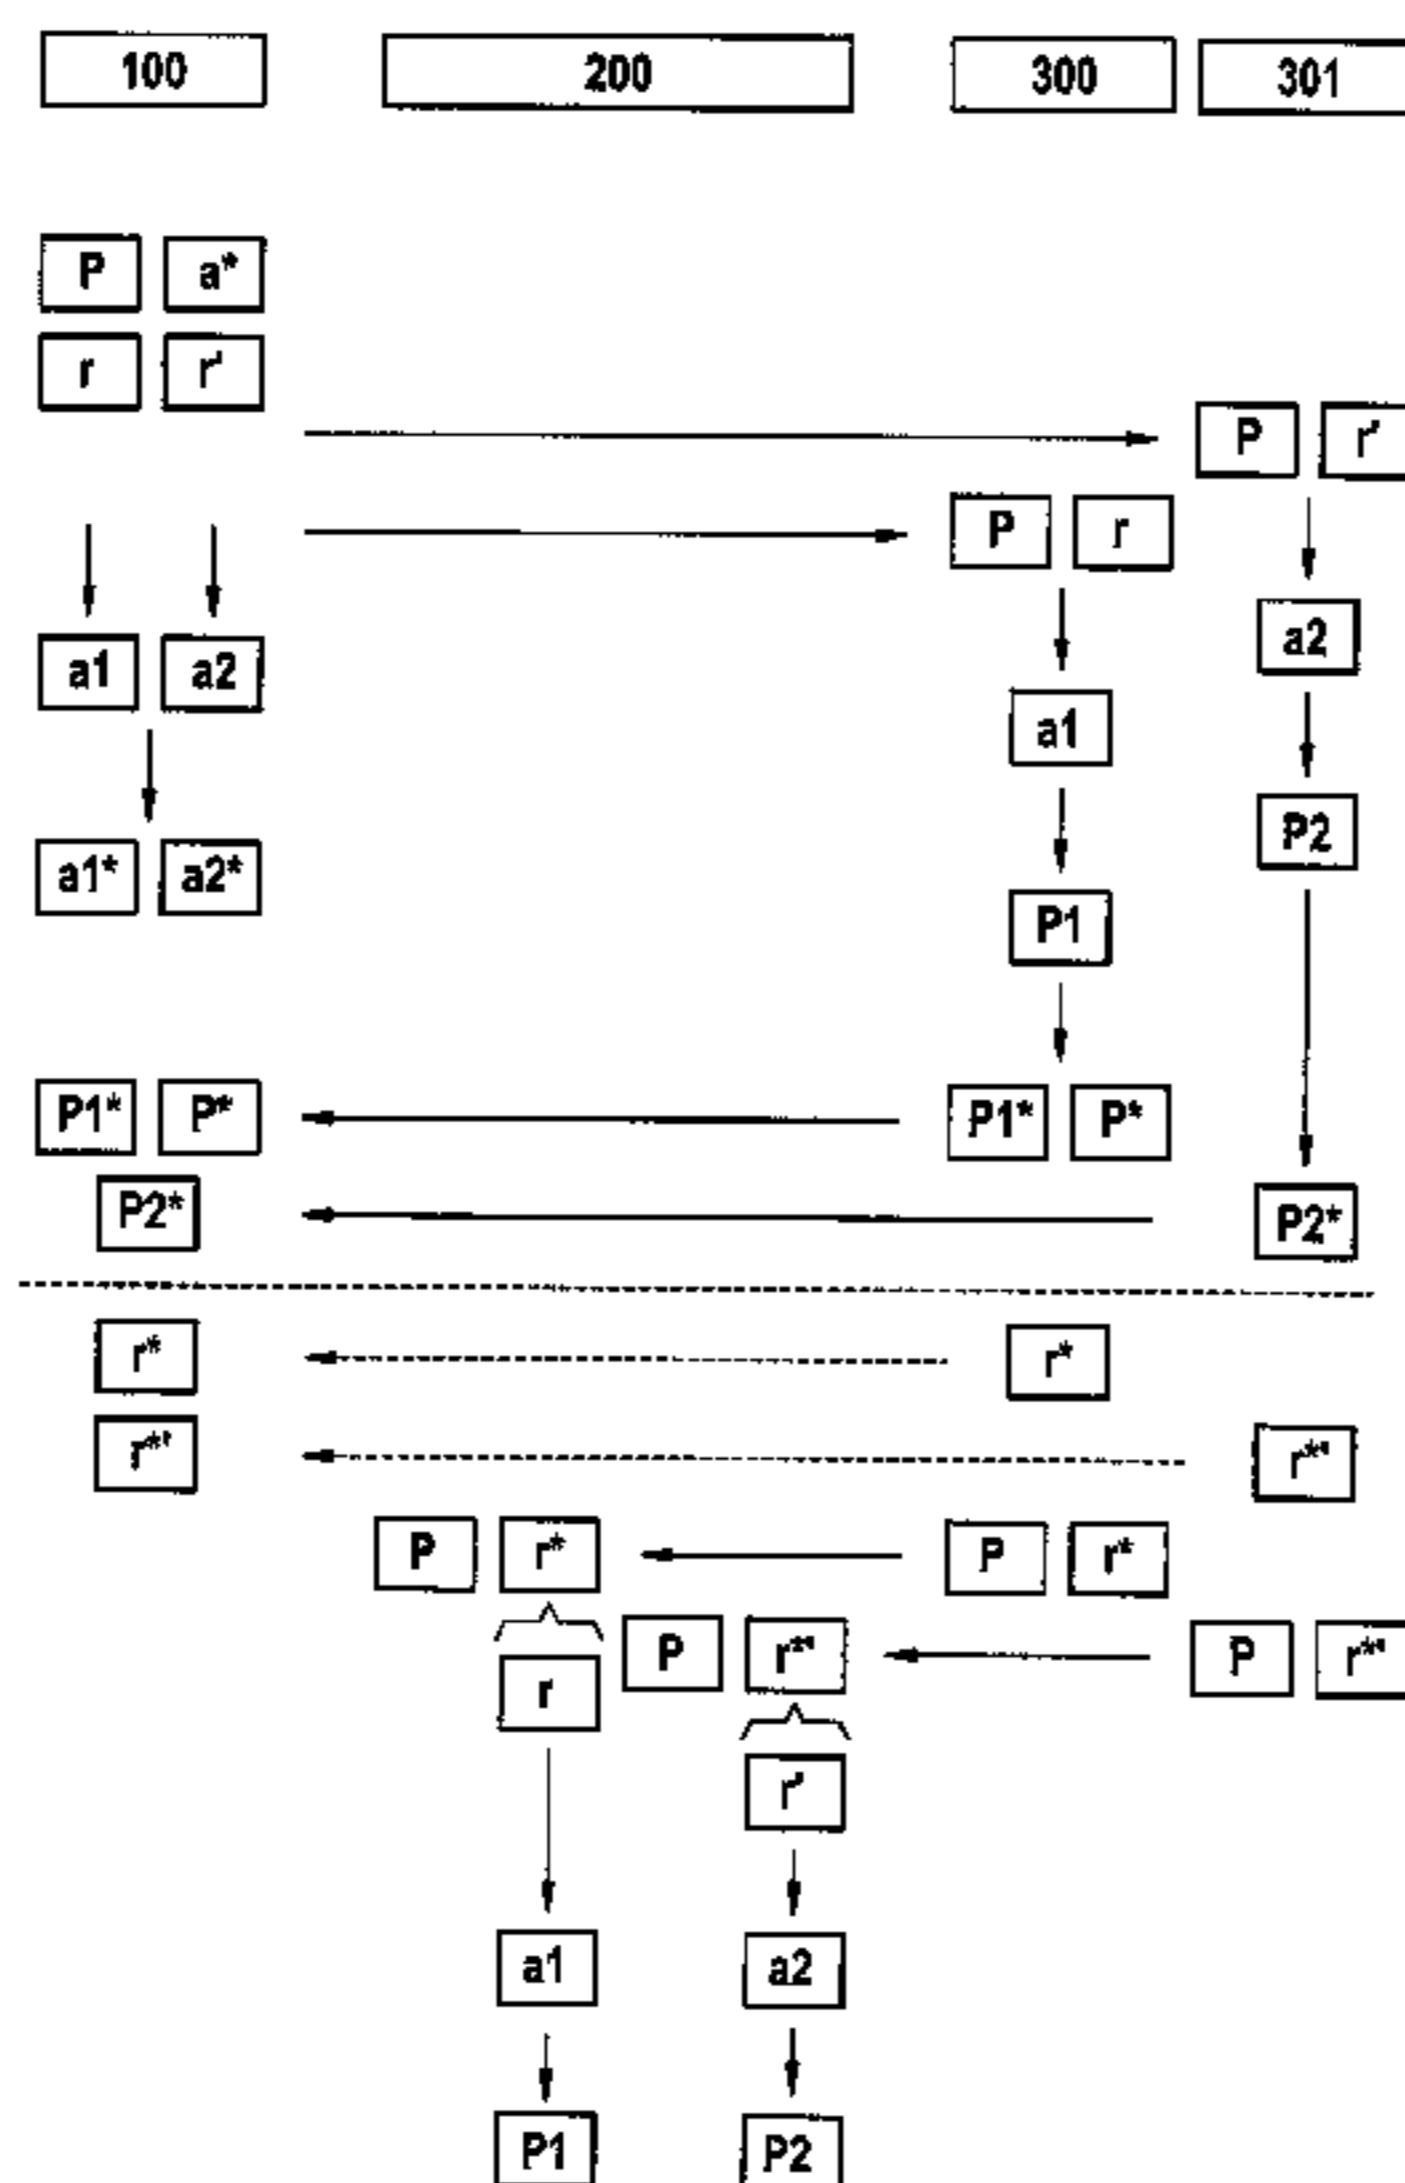 100 200 300 301
P a*
r r'
P r'
P r
a1 a2
a2
a1
P2
a1* a2*
P1
P1* P* P1* P*
P2* P2*
r* r*
r*' r*'
P r* P r*
P r*' P r*'
r
r'
a1 a2
P1 P2